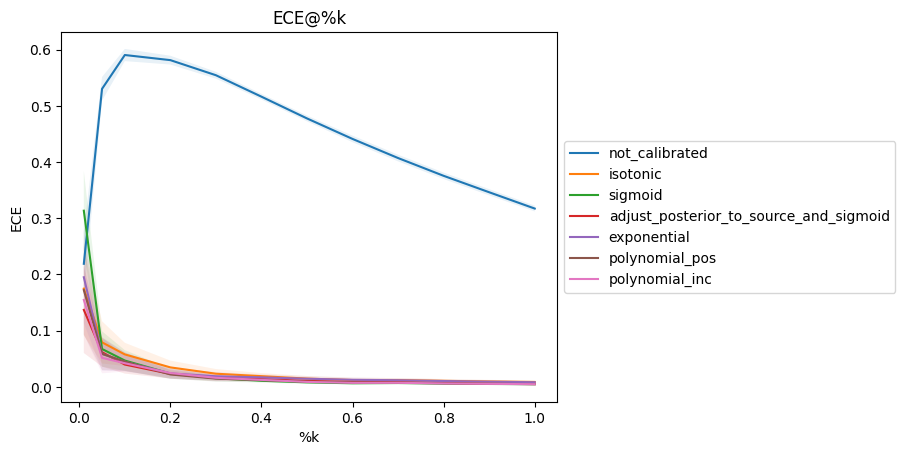 ECE@%k
0.6
0.5
0.4
0.3
0.2
0.1
0.0
ECE
0.0 0.2 0.4 0.6 0.8 1.0
%k
not_calibrated
isotonic
sigmoid
adjust_posterior_to_source_and_sigmoid
exponential
polynomial_pos
polynomial_inc